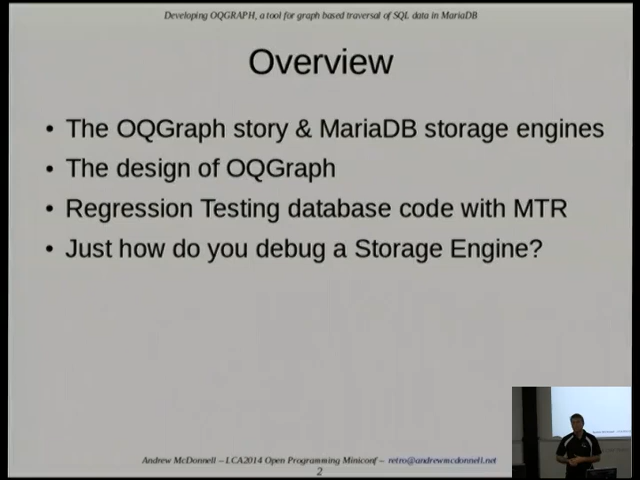 Developing OQGRAPH, a tool for graph based traversal of SQL data in MariaDB
Overview
• The OQGraph story & MariaDB storage engines
• The design of OQGraph
• Regression Testing database code with MTR
• Just how do you debug a Storage Engine?
Andrew McDonnell – LCA2014 Open Programming Miniconf – retro@andrewmcdonnell.net
2